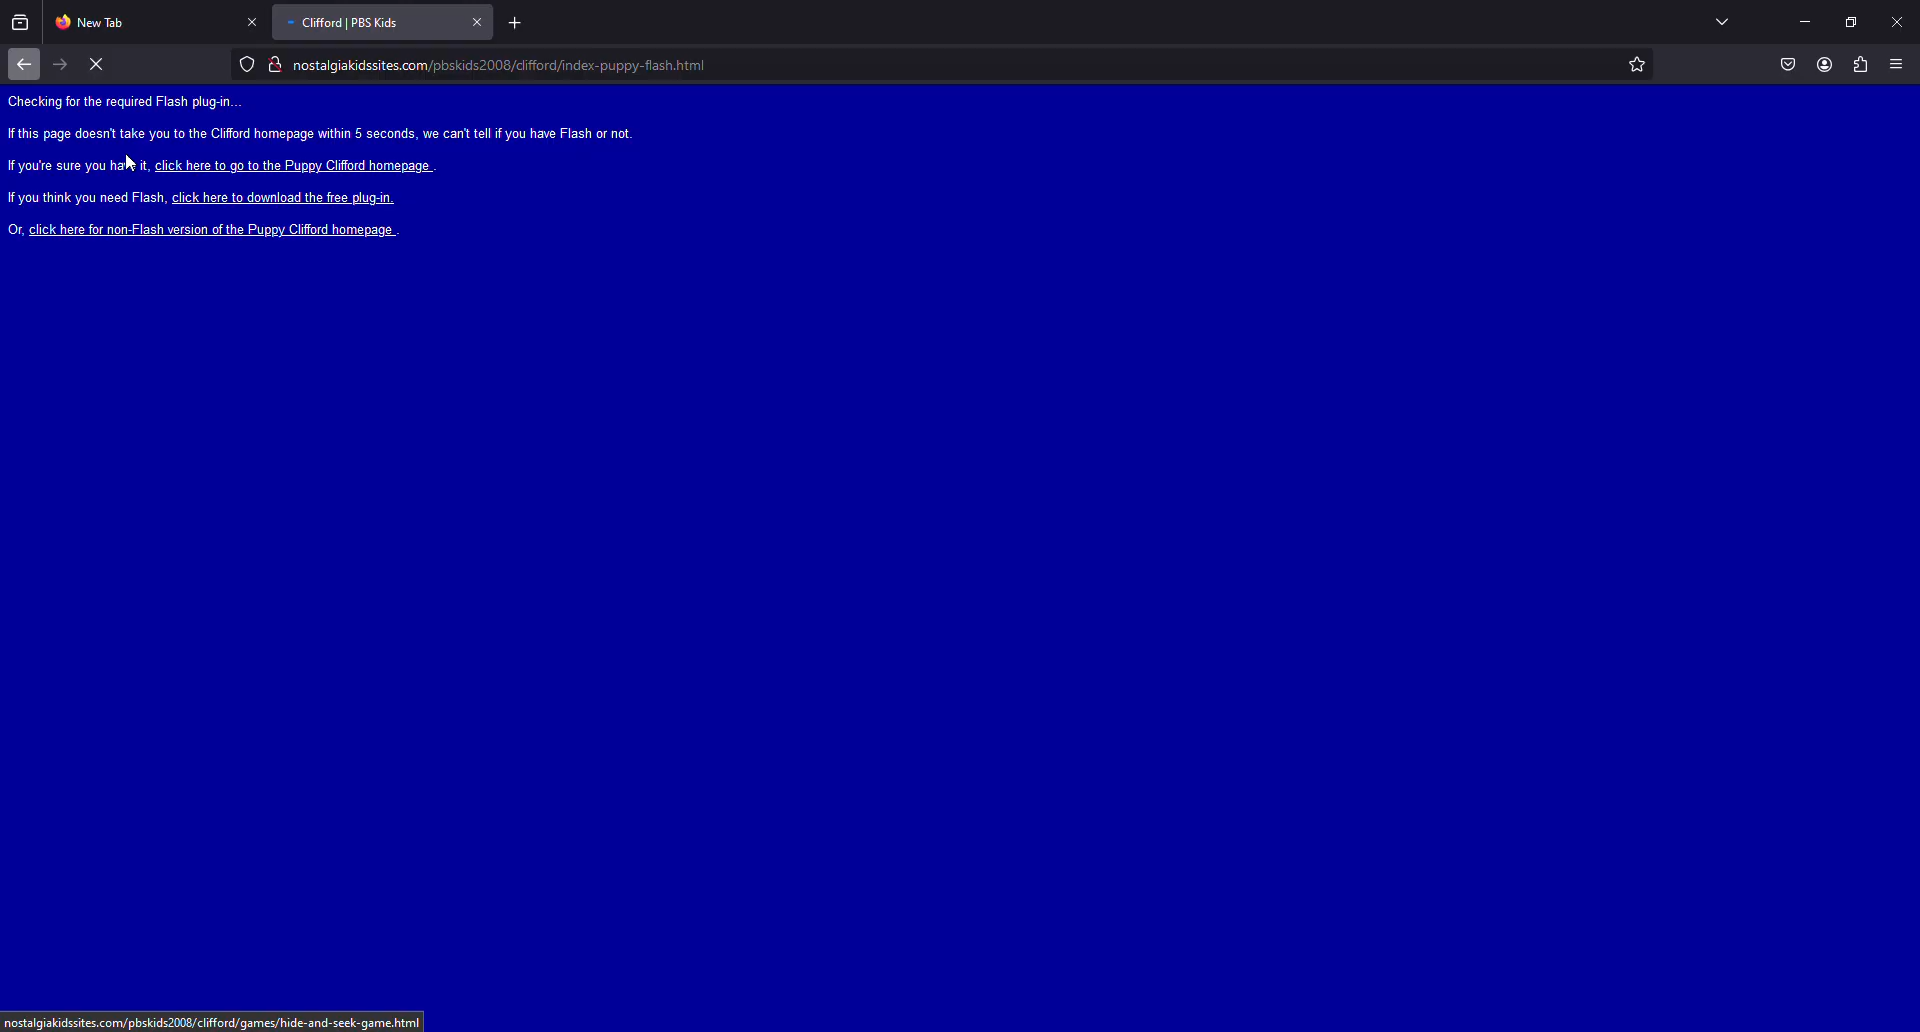 New Tab
Clifford | PBS Kids
nostalgiakidssites.com/pbskids2008/clifford/index-puppy-flash.html
Checking for the required Flash plug-in...
If this page doesn't take you to the Clifford homepage within 5 seconds, we can't tell if you have Flash or not.
If you're sure you have it, click here to go to the Puppy Clifford homepage .
If you think you need Flash, click here to download the free plug-in.
Or, click here for non-Flash version of the Puppy Clifford homepage .
nostalgiakidssites.com/pbskids2008/clifford/games/hide-and-seek-game.html